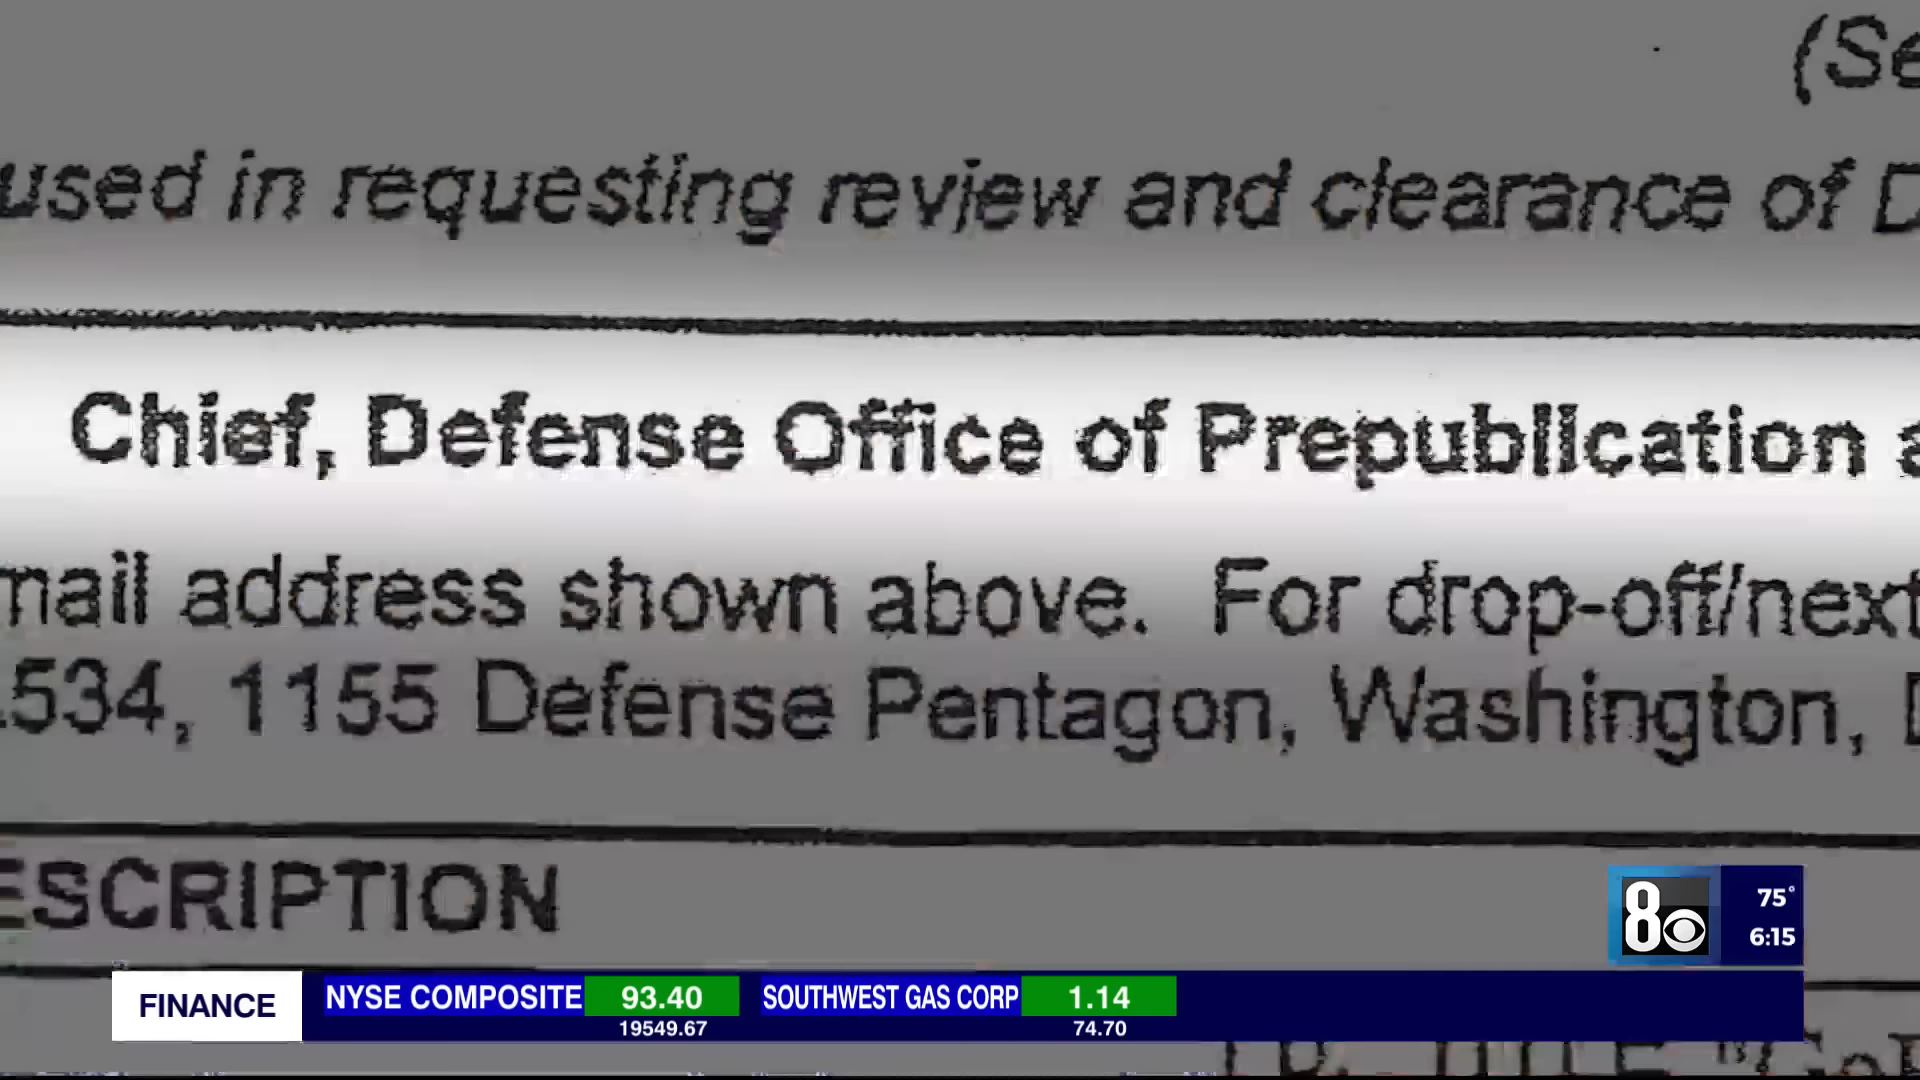 (Se
used in requesting review and clearance of D
Chief, Defense Office of Prepublication a
mail address shown above. For drop-off/next
534, 1155 Defense Pentagon, Washington, D
ESCRIPTION
8
75°
6:15
FINANCE
NYSE COMPOSITE 93.40 SOUTHWEST GAS CORP 1.14
19549.67 74.70